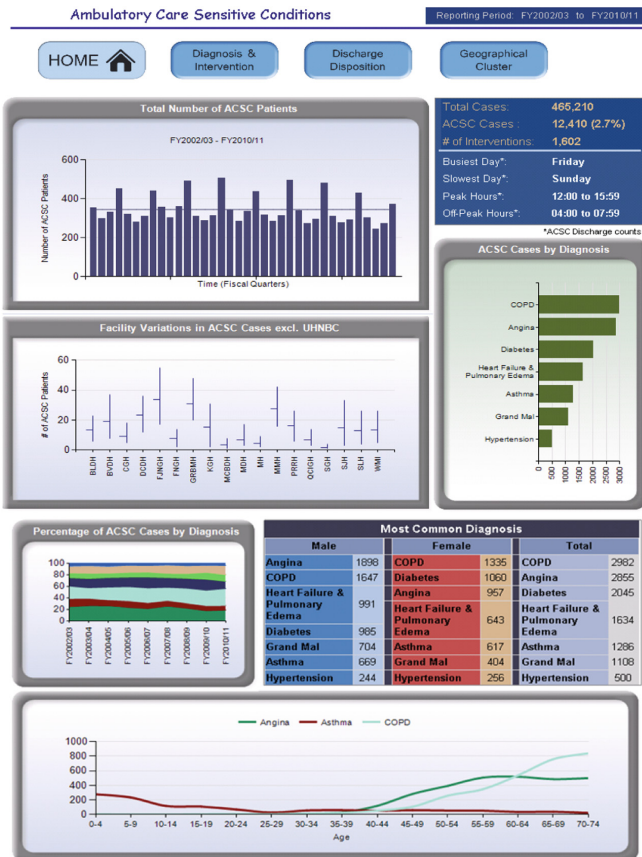 Ambulatory Care Sensitive Conditions
Reporting Period: FY2002/03 to FY2010/11
HOME
Diagnosis &
Intervention
Discharge
Disposition
Geographical
Cluster
Total Number of ACSC Patients
FY2002/03 - FY2010/11
Number of ACSC Patients
600
400
200
0
Time (Fiscal Quarters)
Total Cases: 465,210
ACSC Cases : 12,410 (2.7%)
# of Interventions: 1,602
Busiest Day*: Friday
Slowest Day*: Sunday
Peak Hours*: 12:00 to 15:59
Off-Peak Hours*: 04:00 to 07:59
*ACSC Discharge counts
ACSC Cases by Diagnosis
COPD
Angina
Diabetes
Heart Failure &
Pulmonary
Edema
Asthma
Grand Mal
Hypertension
0 500 1000 1500 2000 2500 3000
Facility Variations in ACSC Cases excl. UHNBC
# of ACSC Patients
60
40
20
0
BLDH BVDH CGH DCDH FJNGH FNGH GRBMH KGH MCBDH MDH MH MMH PRRH QCIGH SGH SJH SLH WMI
Percentage of ACSC Cases by Diagnosis
100
80
60
40
20
0
FY2002/03 FY2003/04 FY2004/05 FY2005/06 FY2006/07 FY2007/08 FY2008/09 FY2009/10 FY2010/11
Most Common Diagnosis
Male Female Total
Angina 1898 COPD 1335 COPD 2982
COPD 1647 Diabetes 1060 Angina 2855
Heart Failure & Pulmonary Edema 991 Angina 957 Diabetes 2045
Heart Failure & Pulmonary Edema 643 Heart Failure & Pulmonary Edema 1634
Diabetes 985 Asthma 617 Asthma 1286
Grand Mal 704 Grand Mal 404 Grand Mal 1108
Asthma 669
Hypertension 244 Hypertension 256 Hypertension 500
Angina Asthma COPD
1000
800
600
400
200
0
0-4 5-9 10-14 15-19 20-24 25-29 30-34 35-39 40-44 45-49 50-54 55-59 60-64 65-69 70-74
Age